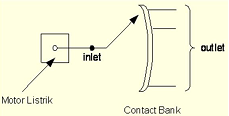 inlet
outlet
Motor Listrik
Contact Bank